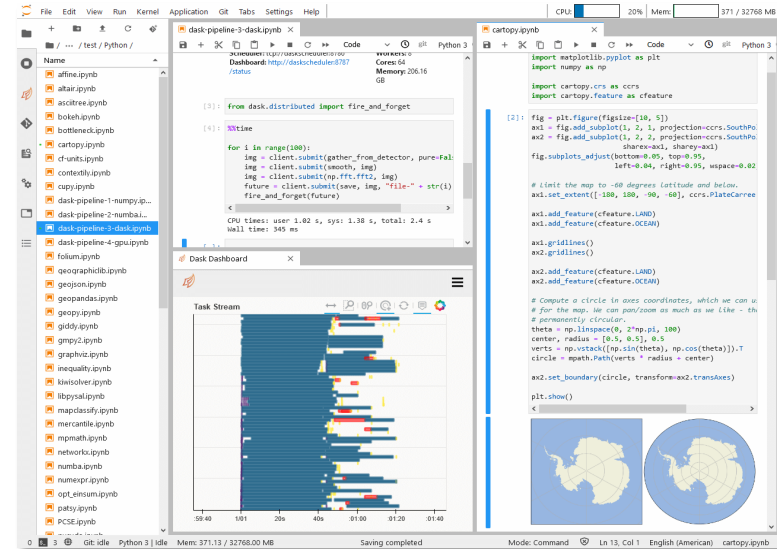 File Edit View Run Kernel Application Git Tabs Settings Help
CPU: 20% Mem: 371 / 32768 MB
/ ··· / test / Python /
Name
affine.ipynb
altair.ipynb
asciitree.ipynb
bokeh.ipynb
bottleneck.ipynb
cartopy.ipynb
cf-units.ipynb
contextily.ipynb
cupy.ipynb
dask-pipeline-1-numpy.ip...
dask-pipeline-2-numba.i...
dask-pipeline-3-dask.ipynb
dask-pipeline-4-gpu.ipynb
folium.ipynb
geographiclib.ipynb
geojson.ipynb
geopandas.ipynb
geopy.ipynb
giddy.ipynb
gmpy2.ipynb
graphviz.ipynb
inequality.ipynb
kiwisolver.ipynb
libpysal.ipynb
mapclassify.ipynb
mercantile.ipynb
mpmath.ipynb
networkx.ipynb
numba.ipynb
numexpr.ipynb
opt_einsum.ipynb
patsy.ipynb
PCSE.ipynb
dask-pipeline-3-dask.ipynb
Code git Python 3
Scheduler: tcp://daskscheduler:8786
Dashboard: http://daskscheduler:8787
/status
Workers: 8
Cores: 64
Memory: 206.16
GB
[3]: from dask.distributed import fire_and_forget
[4]: %%time
for i in range(100):
img = client.submit(gather_from_detector, pure=Fals
img = client.submit(smooth, img)
img = client.submit(np.fft.fft2, img)
future = client.submit(save, img, "file-" + str(i)
fire_and_forget(future)
CPU times: user 1.02 s, sys: 1.38 s, total: 2.4 s
Wall time: 345 ms
Dask Dashboard
Task Stream
:59:40 1/01 20s 40s :01:00 :01:20 :01:40
cartopy.ipynb
Code git Python 3
import matplotlib.pyplot as plt
import numpy as np
import cartopy.crs as ccrs
import cartopy.feature as cfeature
[2]: fig = plt.figure(figsize=[10, 5])
ax1 = fig.add_subplot(1, 2, 1, projection=ccrs.SouthPo
ax2 = fig.add_subplot(1, 2, 2, projection=ccrs.SouthPo
sharex=ax1, sharey=ax1)
fig.subplots_adjust(bottom=0.05, top=0.95,
left=0.04, right=0.95, wspace=0.02
# Limit the map to -60 degrees latitude and below.
ax1.set_extent([-180, 180, -90, -60], ccrs.PlateCarree
ax1.add_feature(cfeature.LAND)
ax1.add_feature(cfeature.OCEAN)
ax1.gridlines()
ax2.gridlines()
ax2.add_feature(cfeature.LAND)
ax2.add_feature(cfeature.OCEAN)
# Compute a circle in axes coordinates, which we can us
# for the map. We can pan/zoom as much as we like - the
# permanently circular.
theta = np.linspace(0, 2*np.pi, 100)
center, radius = [0.5, 0.5], 0.5
verts = np.vstack([np.sin(theta), np.cos(theta)]).T
circle = mpath.Path(verts * radius + center)
ax2.set_boundary(circle, transform=ax2.transAxes)
plt.show()
0 3 Git: idle Python 3 | Idle Mem: 371.13 / 32768.00 MB Saving completed Mode: Command Ln 13, Col 1 English (American) cartopy.ipynb